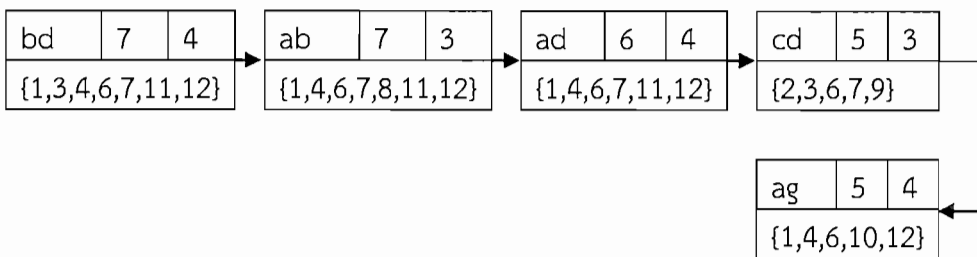 bd 7 4
{1,3,4,6,7,11,12}
ab 7 3
{1,4,6,7,8,11,12}
ad 6 4
{1,4,6,7,11,12}
cd 5 3
{2,3,6,7,9}
ag 5 4
{1,4,6,10,12}